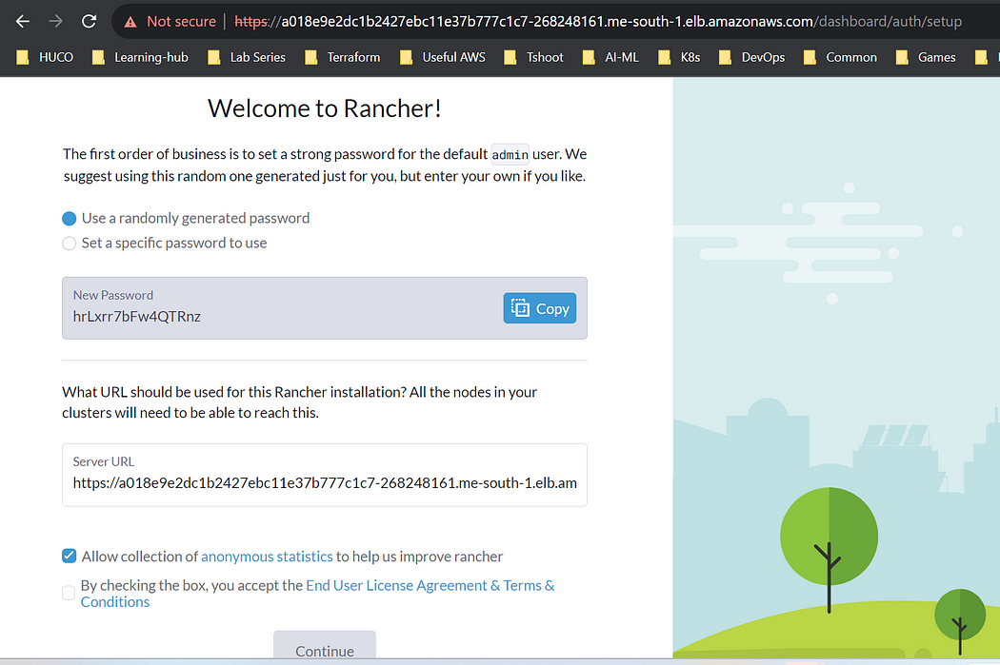 Not secure | https://a018e9e2dc1b2427ebc11e37b777c1c7-268248161.me-south-1.elb.amazonaws.com/dashboard/auth/setup
HUCO Learning-hub Lab Series Terraform Useful AWS Tshoot AI-ML K8s DevOps Common Games
Welcome to Rancher!
The first order of business is to set a strong password for the default admin user. We
suggest using this random one generated just for you, but enter your own if you like.
Use a randomly generated password
Set a specific password to use
New Password
hrLxrr7bFw4QTRnz
Copy
What URL should be used for this Rancher installation? All the nodes in your
clusters will need to be able to reach this.
Server URL
https://a018e9e2dc1b2427ebc11e37b777c1c7-268248161.me-south-1.elb.am
Allow collection of anonymous statistics to help us improve rancher
By checking the box, you accept the End User License Agreement & Terms &
Conditions
Continue